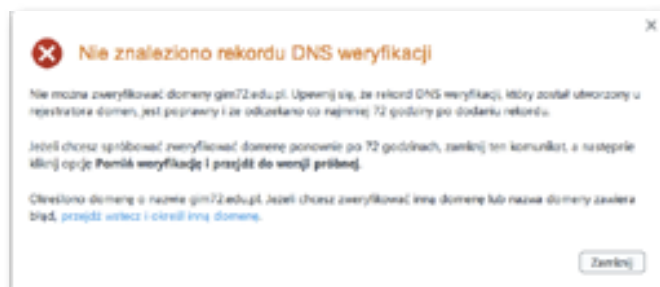 Nie znaleziono rekordu DNS weryfikacji
Nie można zweryfikować domeny gim72.edu.pl. Upewnij się, że rekord DNS weryfikacji, który został utworzony u
rejestratora domen, jest poprawny i że odczekano co najmniej 72 godziny po dodaniu rekordu.
Jeżeli chcesz spróbować zweryfikować domenę ponownie po 72 godzinach, zamknij ten komunikat, a następnie
kliknij opcję Pomiń weryfikację i przejdź do wersji próbnej.
Określono domenę o nazwie gim72.edu.pl. Jeżeli chcesz zweryfikować inną domenę lub nazwa domeny zawiera
błąd, przejdź wstecz i określ inną domenę.
Zamknij